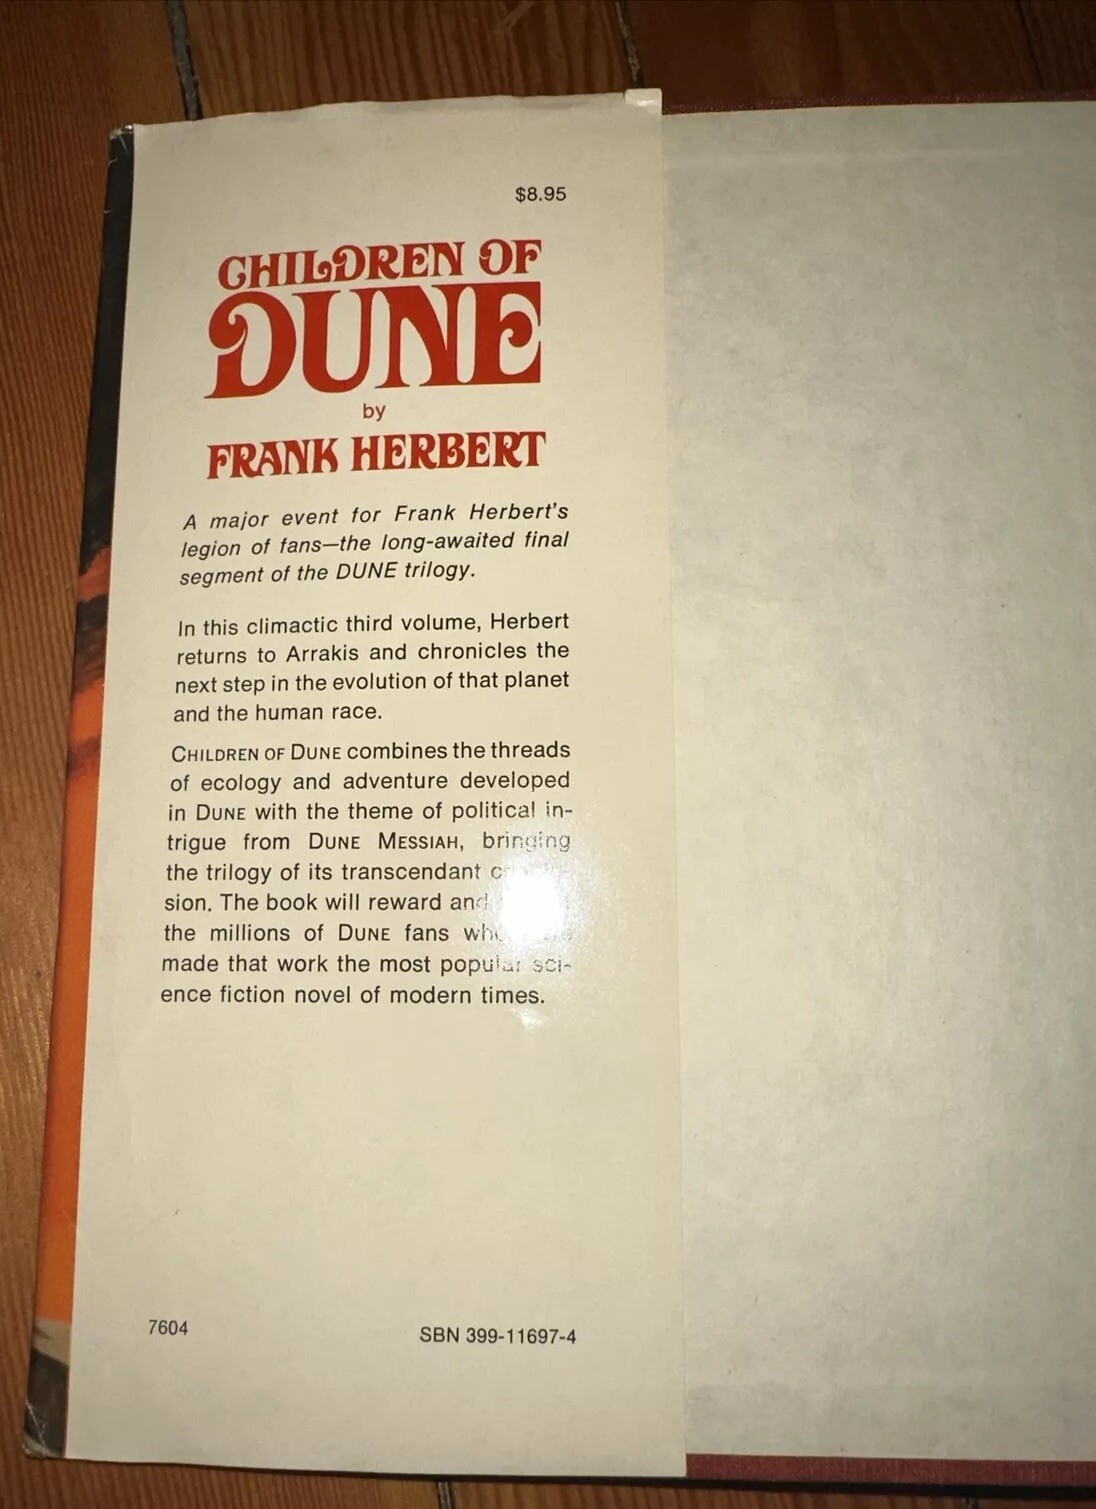 $8.95
CHILDREN OF
DUNE
by
FRANK HERBERT
A major event for Frank Herbert's
legion of fans—the long-awaited final
segment of the DUNE trilogy.
In this climactic third volume, Herbert
returns to Arrakis and chronicles the
next step in the evolution of that planet
and the human race.
CHILDREN OF DUNE combines the threads
of ecology and adventure developed
in DUNE with the theme of political in-
trigue from DUNE MESSIAH, bringing
the trilogy of its transcendant
sion. The book will reward and
the millions of DUNE fans
made that work the most popular sci-
ence fiction novel of modern times.
7604
SBN 399-11697-4